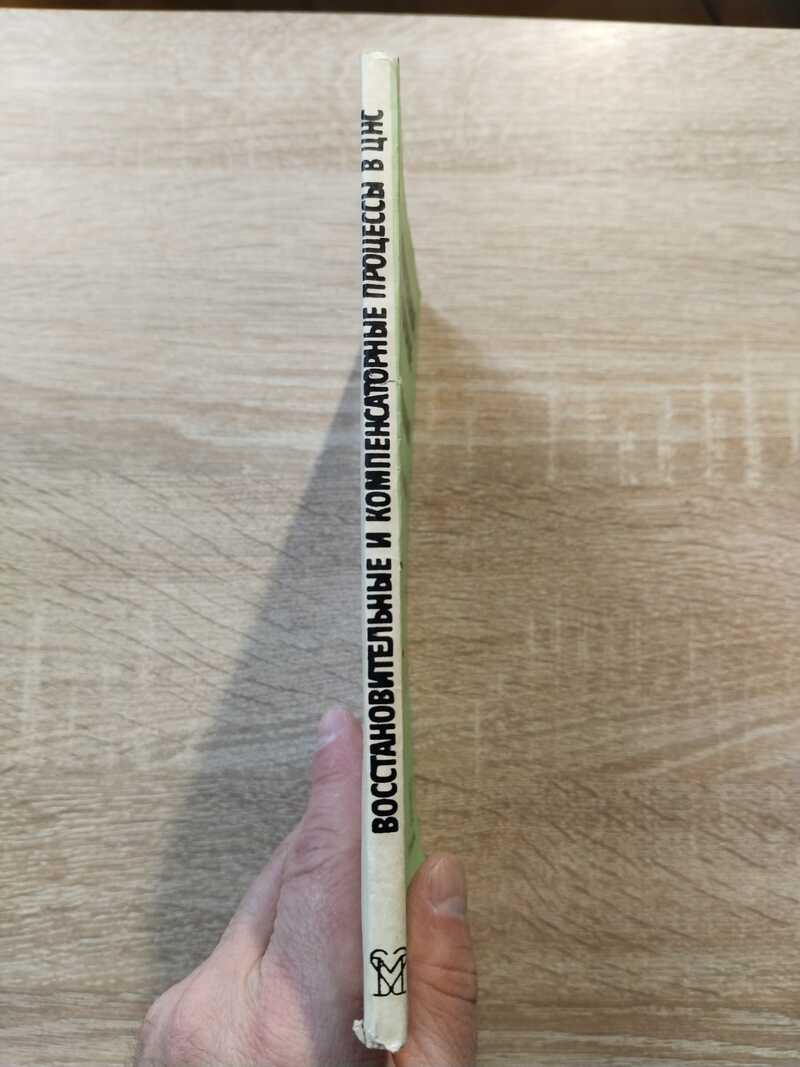 ВОССТАНОВИТЕЛЬНЫЕ И КОМПЕНСАТОРНЫЕ ПРОЦЕССЫ В ЦНС